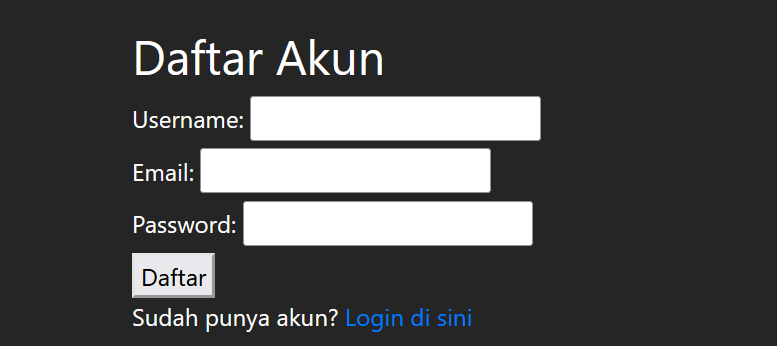 Daftar Akun
Username:
Email:
Password:
Daftar
Sudah punya akun? Login di sini